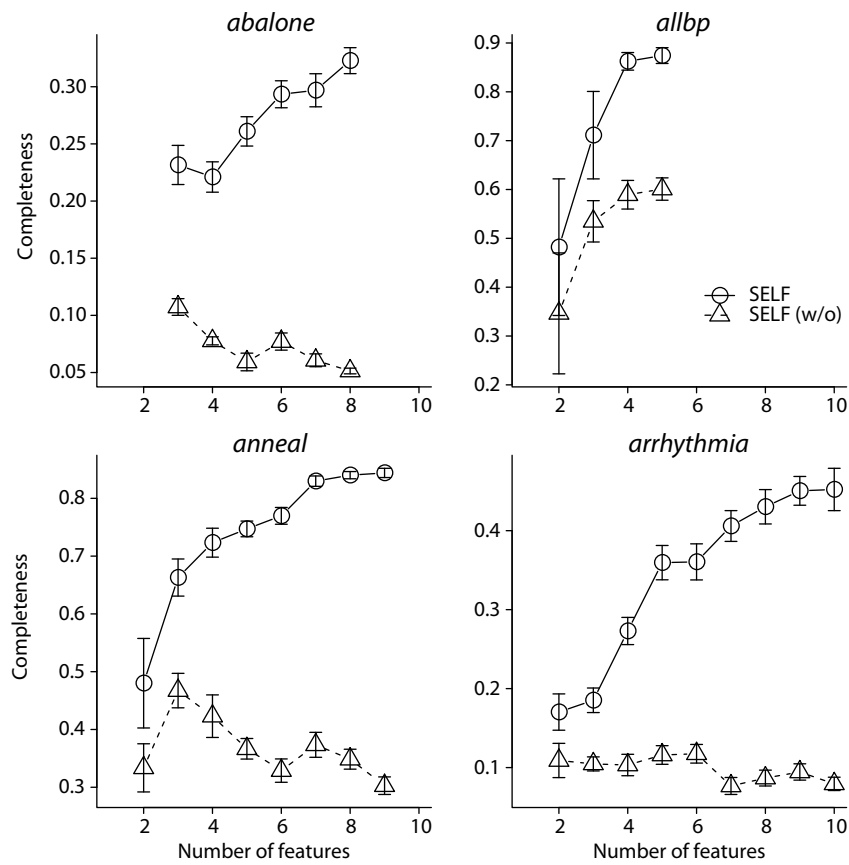 abalone
0.30
0.25
0.20
0.15
0.10
0.05
Completeness
2 4 6 8 10
allbp
0.9
0.8
0.7
0.6
0.5
0.4
0.3
0.2
SELF
SELF (w/o)
2 4 6 8 10
anneal
0.8
0.7
0.6
0.5
0.4
0.3
Completeness
2 4 6 8 10
Number of features
arrhythmia
0.4
0.3
0.2
0.1
2 4 6 8 10
Number of features